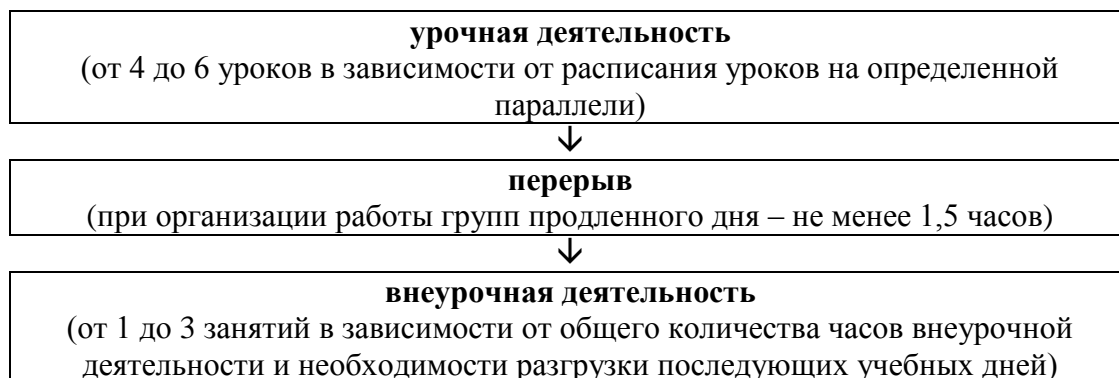 урочная деятельность
(от 4 до 6 уроков в зависимости от расписания уроков на определенной
параллели)
↓
перерыв
(при организации работы групп продленного дня – не менее 1,5 часов)
↓
внеурочная деятельность
(от 1 до 3 занятий в зависимости от общего количества часов внеурочной
деятельности и необходимости разгрузки последующих учебных дней)